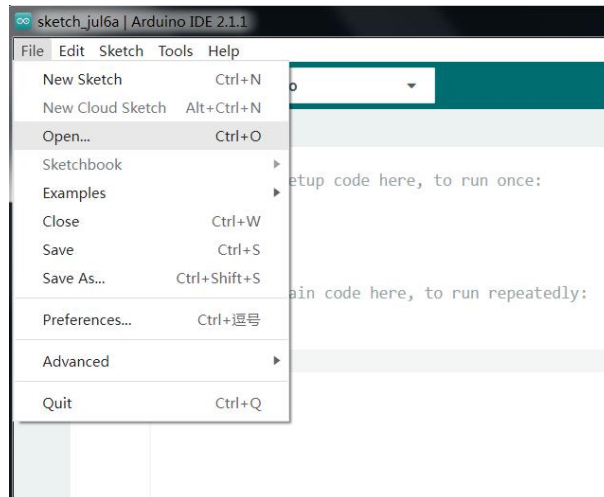 sketch_jul6a | Arduino IDE 2.1.1
File Edit Sketch Tools Help
New Sketch Ctrl+N
New Cloud Sketch Alt+Ctrl+N
Open... Ctrl+O
Sketchbook
Examples
Close Ctrl+W
Save Ctrl+S
Save As... Ctrl+Shift+S
Preferences... Ctrl+逗号
Advanced
Quit Ctrl+Q
o
etup code here, to run once:
ain code here, to run repeatedly: